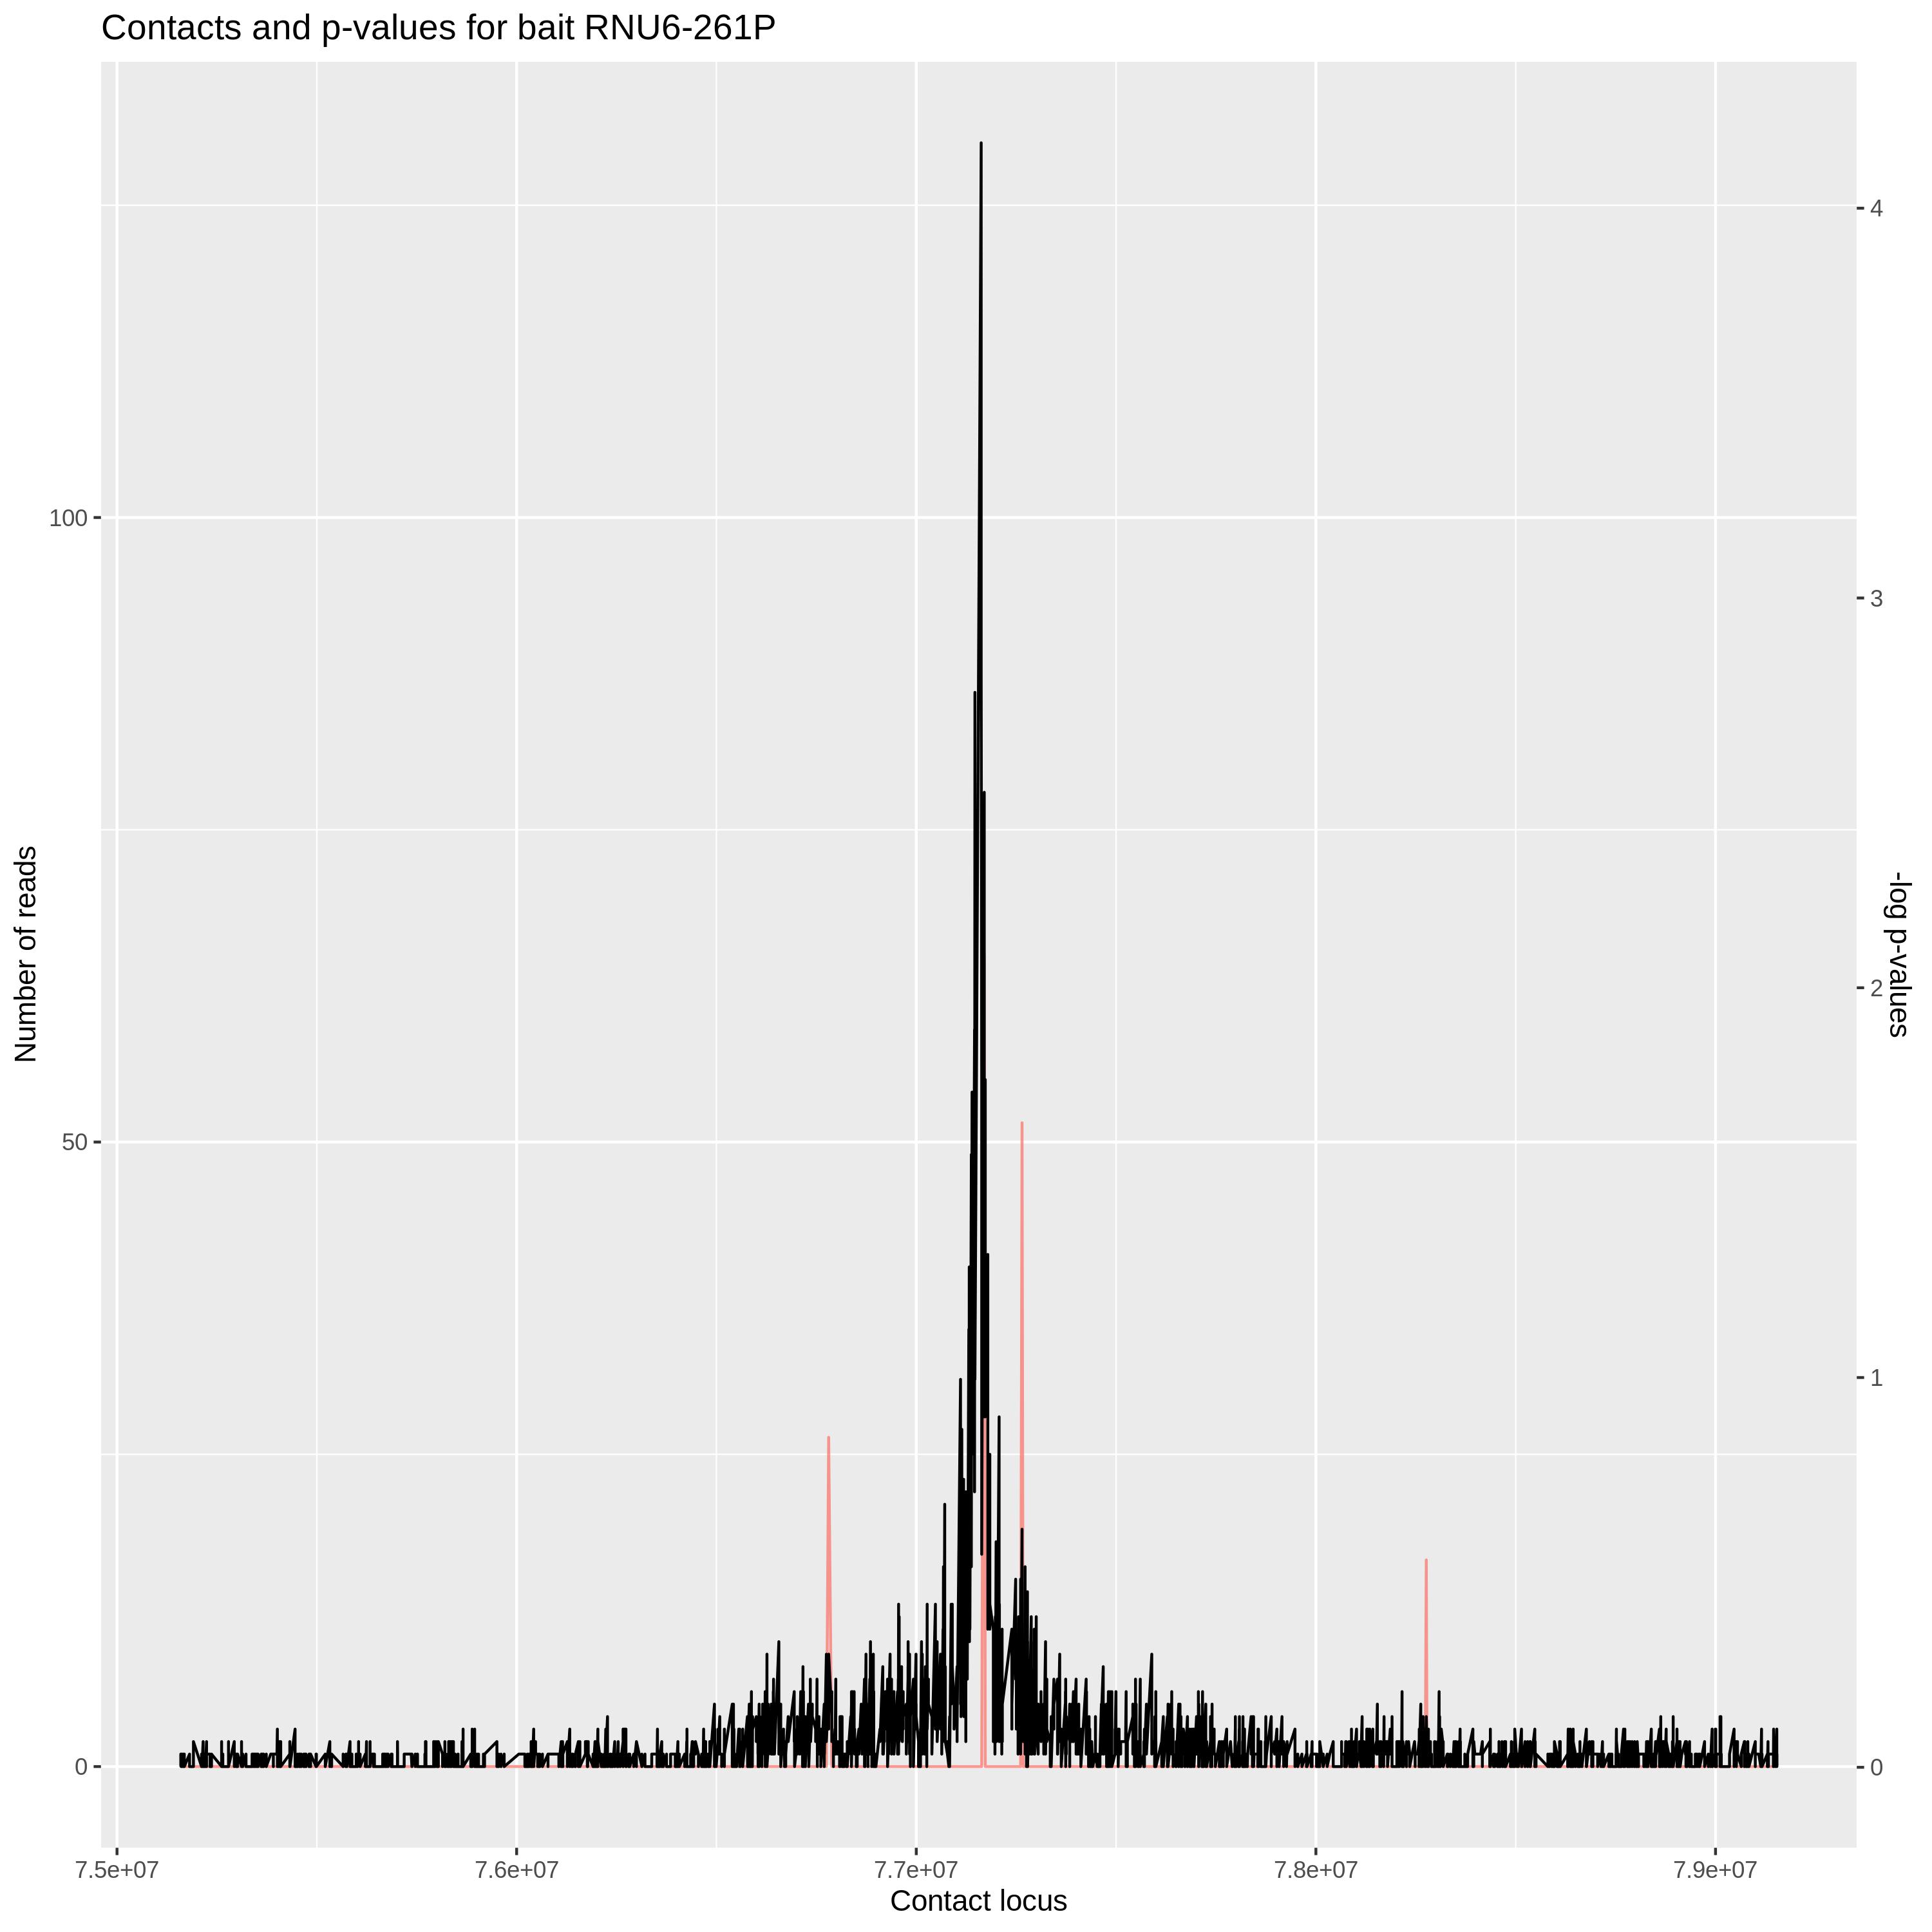 Contacts and p-values for bait RNU6-261P
Number of reads
100
50
0
4
3
2
1
0
-log p-values
7.5e+07
7.6e+07
7.7e+07
7.8e+07
7.9e+07
Contact locus